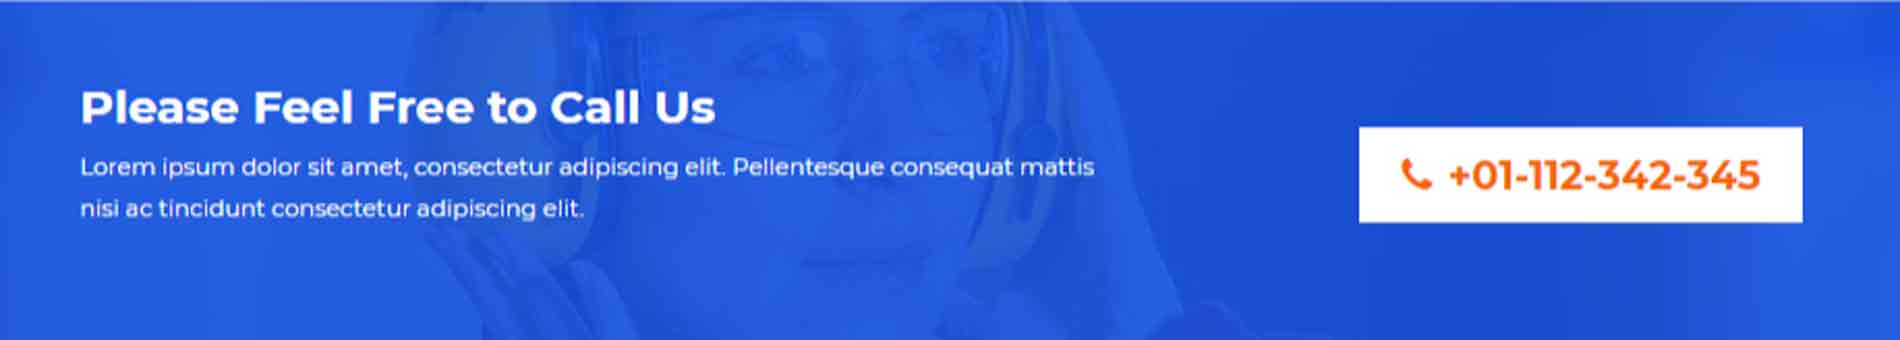 Please Feel Free to Call Us
Lorem ipsum dolor sit amet, consectetur adipiscing elit. Pellentesque consequat mattis
nisi ac tincidunt consectetur adipiscing elit.
+01-112-342-345